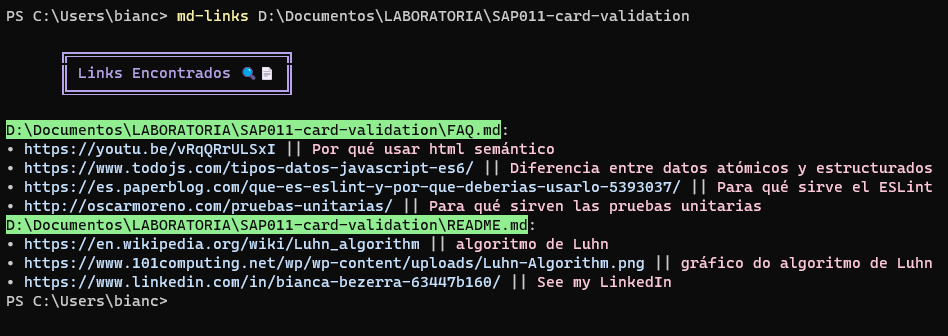 PS C:\Users\bianc> md-links D:\Documentos\LABORATORIA\SAP011-card-validation
Links Encontrados 🔍📄
D:\Documentos\LABORATORIA\SAP011-card-validation\FAQ.md:
• https://youtu.be/vRqQRrULSxI || Por qué usar html semántico
• https://www.todojs.com/tipos-datos-javascript-es6/ || Diferencia entre datos atómicos y estructurados
• https://es.paperblog.com/que-es-eslint-y-por-que-deberias-usarlo-5393037/ || Para qué sirve el ESLint
• http://oscarmoreno.com/pruebas-unitarias/ || Para qué sirven las pruebas unitarias
D:\Documentos\LABORATORIA\SAP011-card-validation\README.md:
• https://en.wikipedia.org/wiki/Luhn_algorithm || algoritmo de Luhn
• https://www.101computing.net/wp/wp-content/uploads/Luhn-Algorithm.png || gráfico do algoritmo de Luhn
• https://www.linkedin.com/in/bianca-bezerra-63447b160/ || See my LinkedIn
PS C:\Users\bianc>